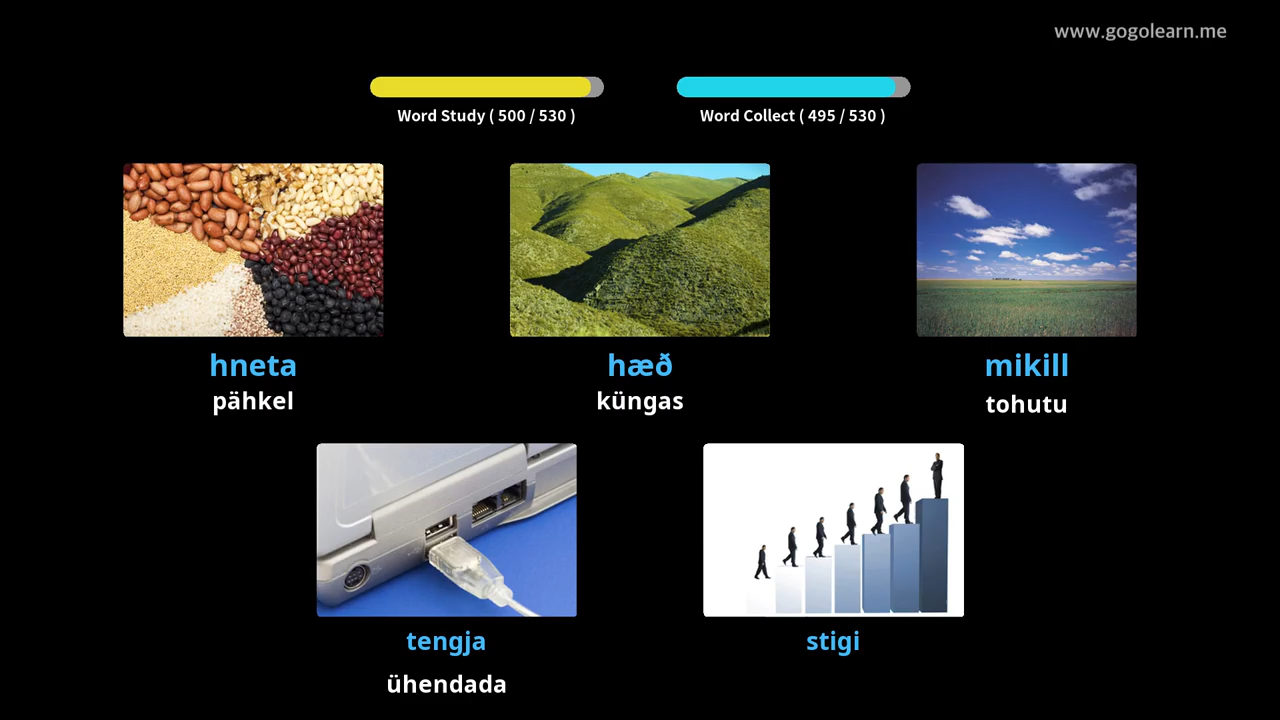 www.gogolearn.me
Word Study ( 500 / 530 )
Word Collect ( 495 / 530 )
hneta
pähkel
hæð
küngas
mikill
tohutu
tengja
ühendada
stigi